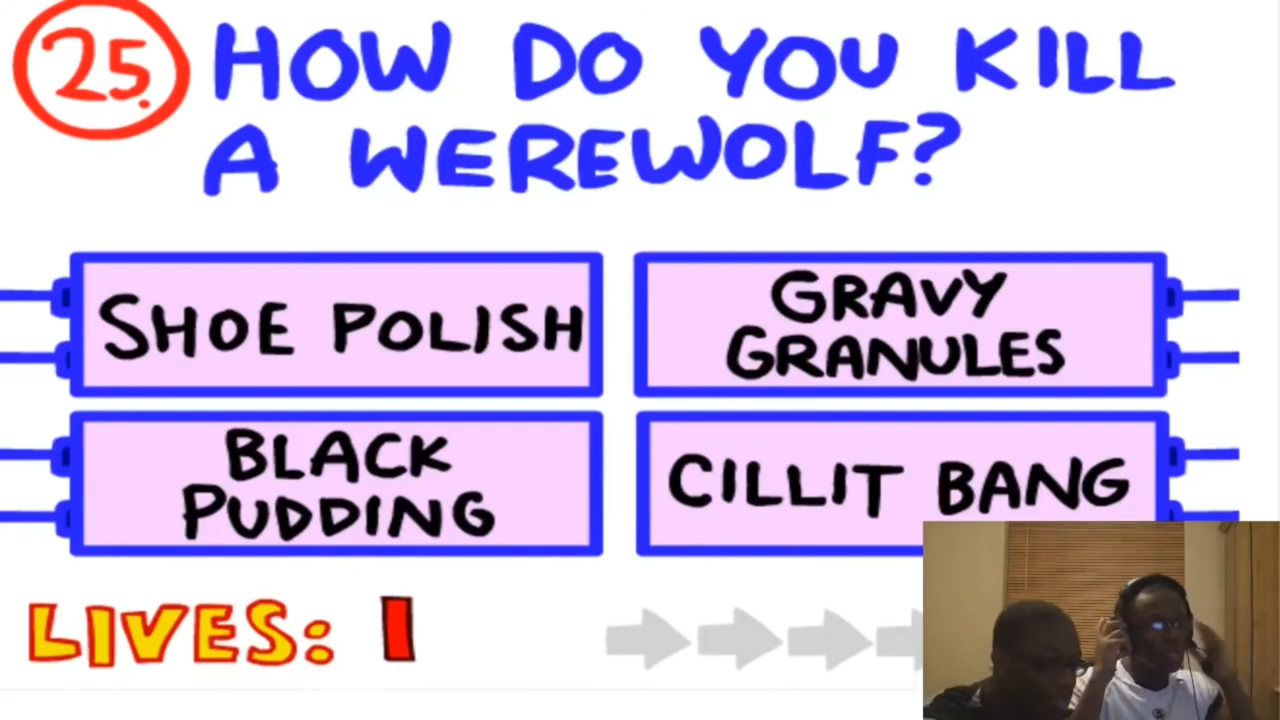 25. HOW DO YOU KILL
A WEREWOLF?
SHOE POLISH
GRAVY
GRANULES
BLACK
PUDDING
CILLIT BANG
LIVES: 1